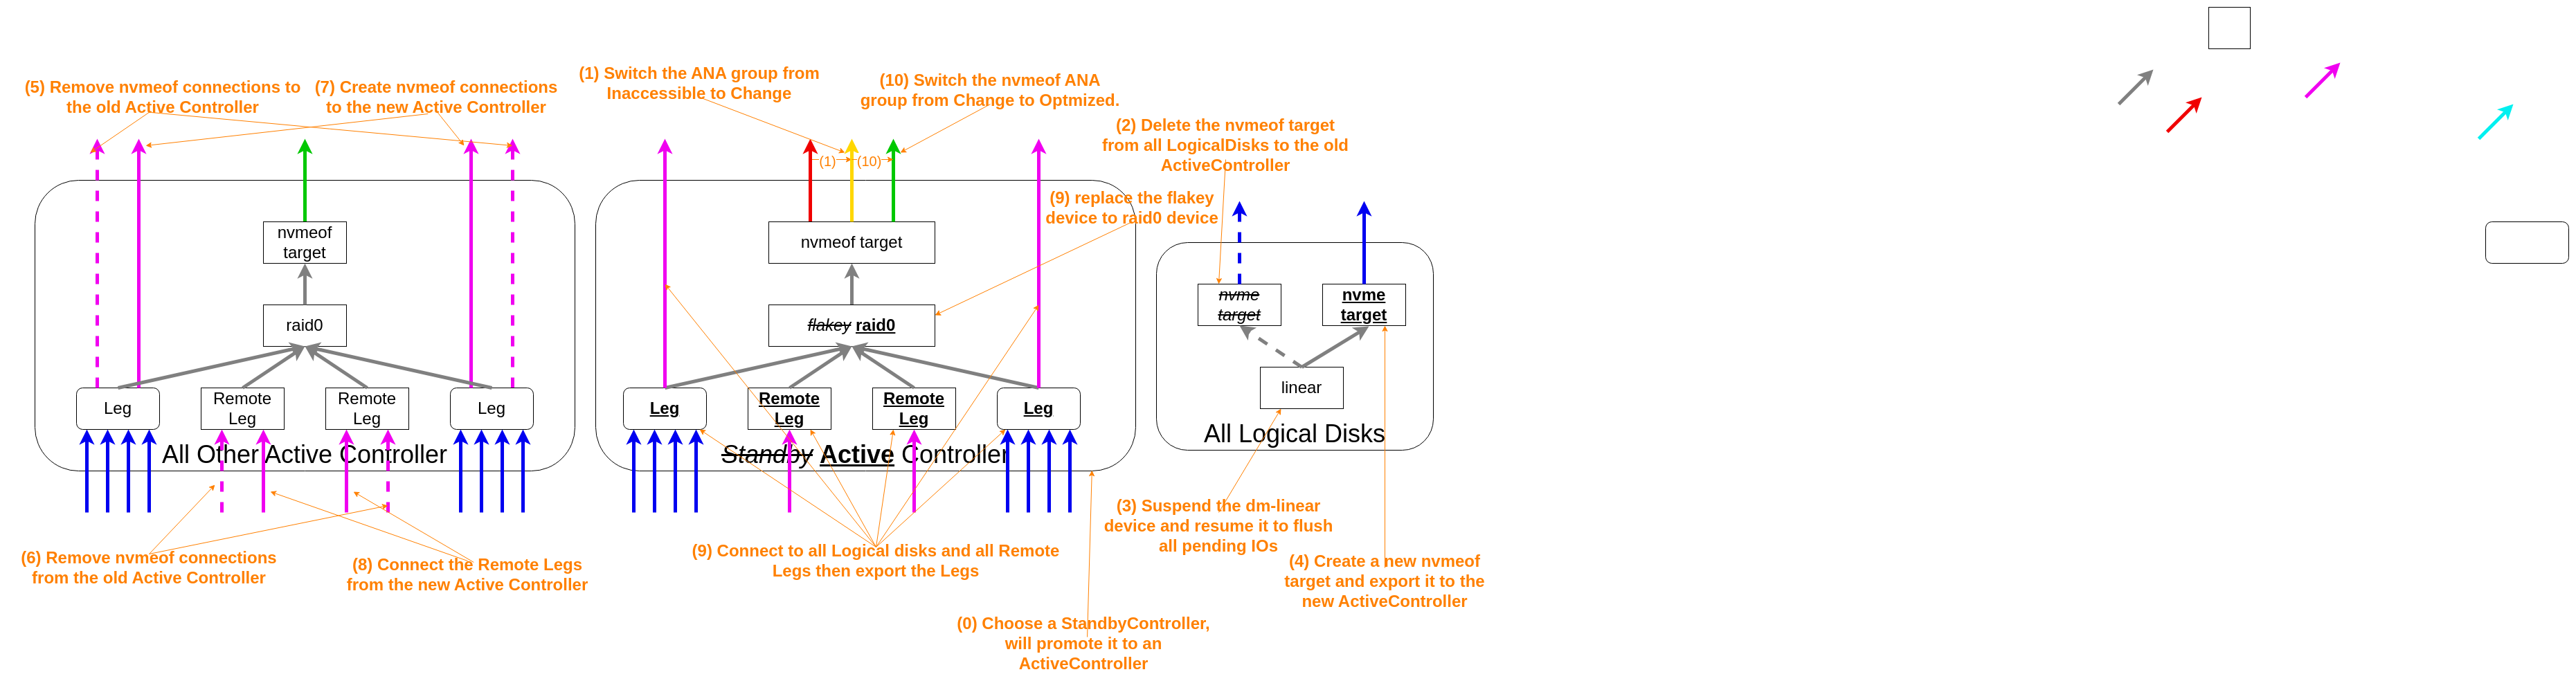 (5) Remove nvmeof connections to
the old Active Controller
(7) Create nvmeof connections
to the new Active Controller
(1) Switch the ANA group from
Inaccessible to Change
(10) Switch the nvmeof ANA
group from Change to Optmized.
(2) Delete the nvmeof target
from all LogicalDisks to the old
ActiveController
(1)
(10)
(9) replace the flakey
device to raid0 device
nvmeof
target
raid0
Leg
Remote
Leg
Remote
Leg
Leg
All Other Active Controller
nvmeof target
flakey raid0
Leg
Remote
Leg
Remote
Leg
Leg
Standby Active Controller
nvme
target
nvme
target
linear
All Logical Disks
(6) Remove nvmeof connections
from the old Active Controller
(8) Connect the Remote Legs
from the new Active Controller
(9) Connect to all Logical disks and all Remote
Legs then export the Legs
(3) Suspend the dm-linear
device and resume it to flush
all pending IOs
(4) Create a new nvmeof
target and export it to the
new ActiveController
(0) Choose a StandbyController,
will promote it to an
ActiveController